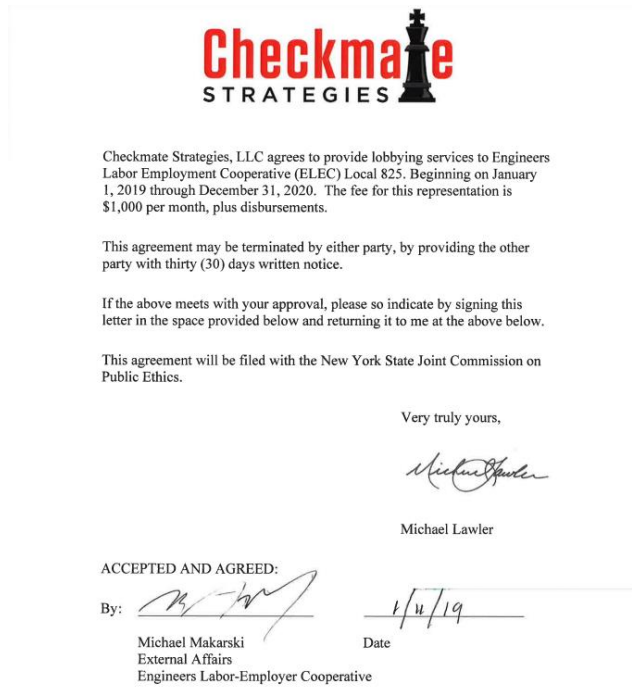 Checkmate
STRATEGIES
Checkmate Strategies, LLC agrees to provide lobbying services to Engineers
Labor Employment Cooperative (ELEC) Local 825. Beginning on January
1, 2019 through December 31, 2020.  The fee for this representation is
$1,000 per month, plus disbursements.
This agreement may be terminated by either party, by providing the other
party with thirty (30) days written notice.
If the above meets with your approval, please so indicate by signing this
letter in the space provided below and returning it to me at the above below.
This agreement will be filed with the New York State Joint Commission on
Public Ethics.
Very truly yours,
Michael Lawler
Michael Lawler
ACCEPTED AND AGREED:
By:
1/11/19
Michael Makarski
Date
External Affairs
Engineers Labor-Employer Cooperative